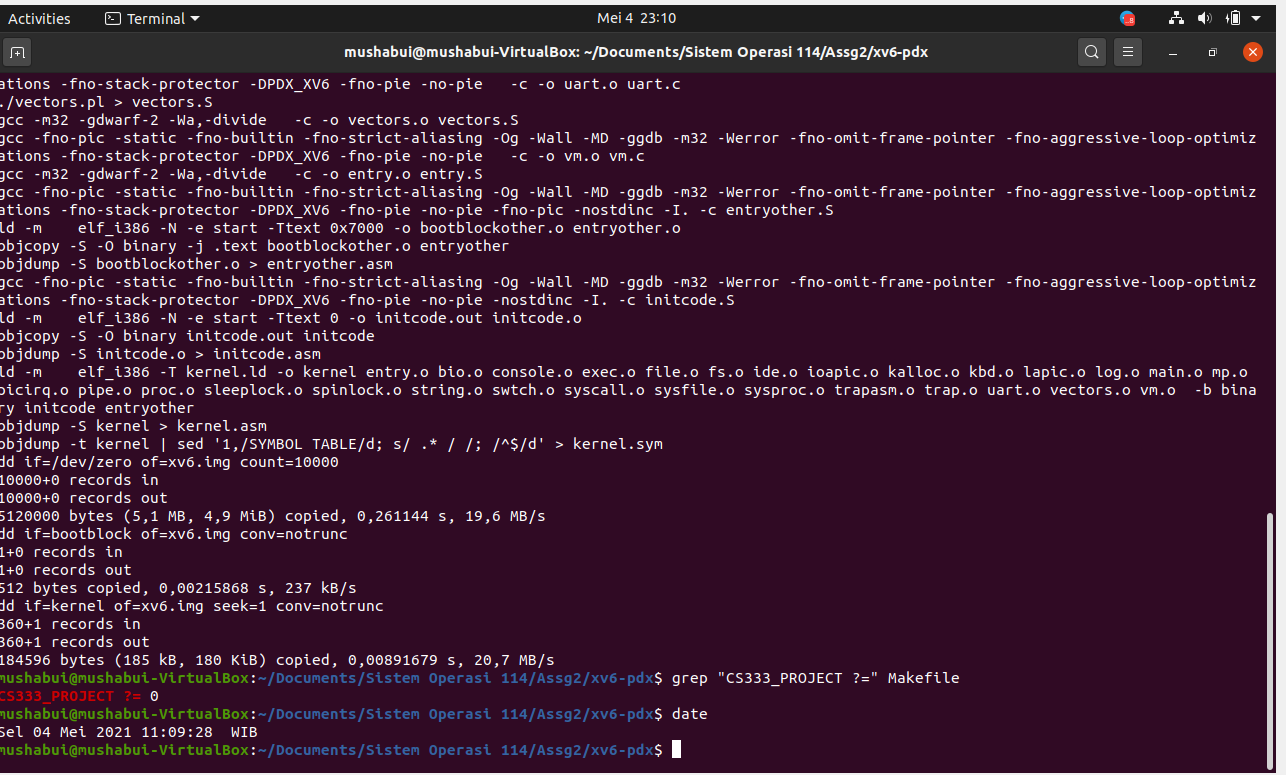 Activities
Terminal
Mei 4 23:10
mushabui@mushabui-VirtualBox: ~/Documents/Sistem Operasi 114/Assg2/xv6-pdx
ations -fno-stack-protector -DPDX_XV6 -fno-pie -no-pie   -c -o uart.o uart.c
./vectors.pl > vectors.S
gcc -m32 -gdwarf-2 -Wa,-divide   -c -o vectors.o vectors.S
gcc -fno-pic -static -fno-builtin -fno-strict-aliasing -Og -Wall -MD -ggdb -m32 -Werror -fno-omit-frame-pointer -fno-aggressive-loop-optimiz
ations -fno-stack-protector -DPDX_XV6 -fno-pie -no-pie   -c -o vm.o vm.c
gcc -m32 -gdwarf-2 -Wa,-divide   -c -o entry.o entry.S
gcc -fno-pic -static -fno-builtin -fno-strict-aliasing -Og -Wall -MD -ggdb -m32 -Werror -fno-omit-frame-pointer -fno-aggressive-loop-optimiz
ations -fno-stack-protector -DPDX_XV6 -fno-pie -no-pie -fno-pic -nostdinc -I. -c entryother.S
ld -m    elf_i386 -N -e start -Ttext 0x7000 -o bootblockother.o entryother.o
objcopy -S -O binary -j .text bootblockother.o entryother
objdump -S bootblockother.o > entryother.asm
gcc -fno-pic -static -fno-builtin -fno-strict-aliasing -Og -Wall -MD -ggdb -m32 -Werror -fno-omit-frame-pointer -fno-aggressive-loop-optimiz
ations -fno-stack-protector -DPDX_XV6 -fno-pie -no-pie -nostdinc -I. -c initcode.S
ld -m    elf_i386 -N -e start -Ttext 0 -o initcode.out initcode.o
objcopy -S -O binary initcode.out initcode
objdump -S initcode.o > initcode.asm
ld -m    elf_i386 -T kernel.ld -o kernel entry.o bio.o console.o exec.o file.o fs.o ide.o ioapic.o kalloc.o kbd.o lapic.o log.o main.o mp.o
picirq.o pipe.o proc.o sleeplock.o spinlock.o string.o swtch.o syscall.o sysfile.o sysproc.o trapasm.o trap.o uart.o vectors.o vm.o  -b bina
ry initcode entryother
objdump -S kernel > kernel.asm
objdump -t kernel | sed '1,/SYMBOL TABLE/d; s/ .* / /; /^$/d' > kernel.sym
dd if=/dev/zero of=xv6.img count=10000
10000+0 records in
10000+0 records out
5120000 bytes (5,1 MB, 4,9 MiB) copied, 0,261144 s, 19,6 MB/s
dd if=bootblock of=xv6.img conv=notrunc
1+0 records in
1+0 records out
512 bytes copied, 0,00215868 s, 237 kB/s
dd if=kernel of=xv6.img seek=1 conv=notrunc
360+1 records in
360+1 records out
184596 bytes (185 kB, 180 KiB) copied, 0,00891679 s, 20,7 MB/s
mushabui@mushabui-VirtualBox:~/Documents/Sistem Operasi 114/Assg2/xv6-pdx$ grep "CS333_PROJECT ?=" Makefile
CS333_PROJECT ?= 0
mushabui@mushabui-VirtualBox:~/Documents/Sistem Operasi 114/Assg2/xv6-pdx$ date
Sel 04 Mei 2021 11:09:28  WIB
mushabui@mushabui-VirtualBox:~/Documents/Sistem Operasi 114/Assg2/xv6-pdx$